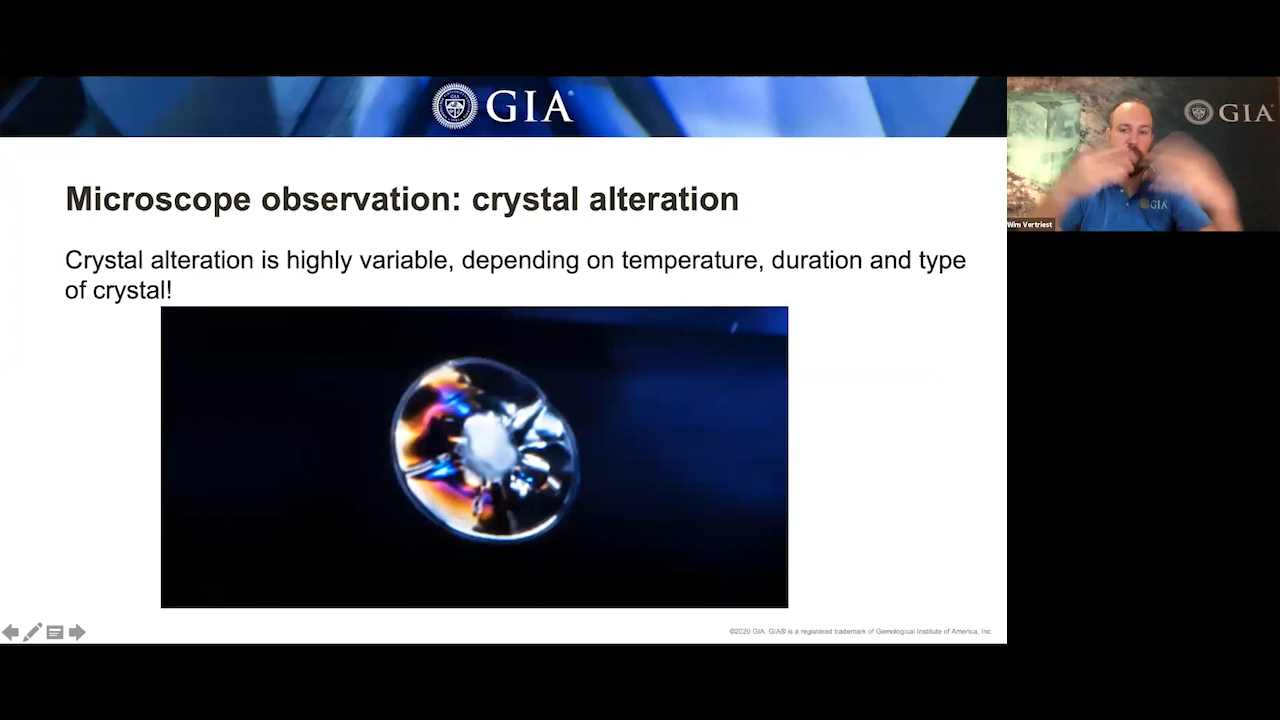 GIA®
Microscope observation: crystal alteration
Crystal alteration is highly variable, depending on temperature, duration and type
of crystal!
©2020 GIA. GIA® is a registered trademark of Gemological Institute of America, Inc.
GIA
GIA
Wim Vertriest